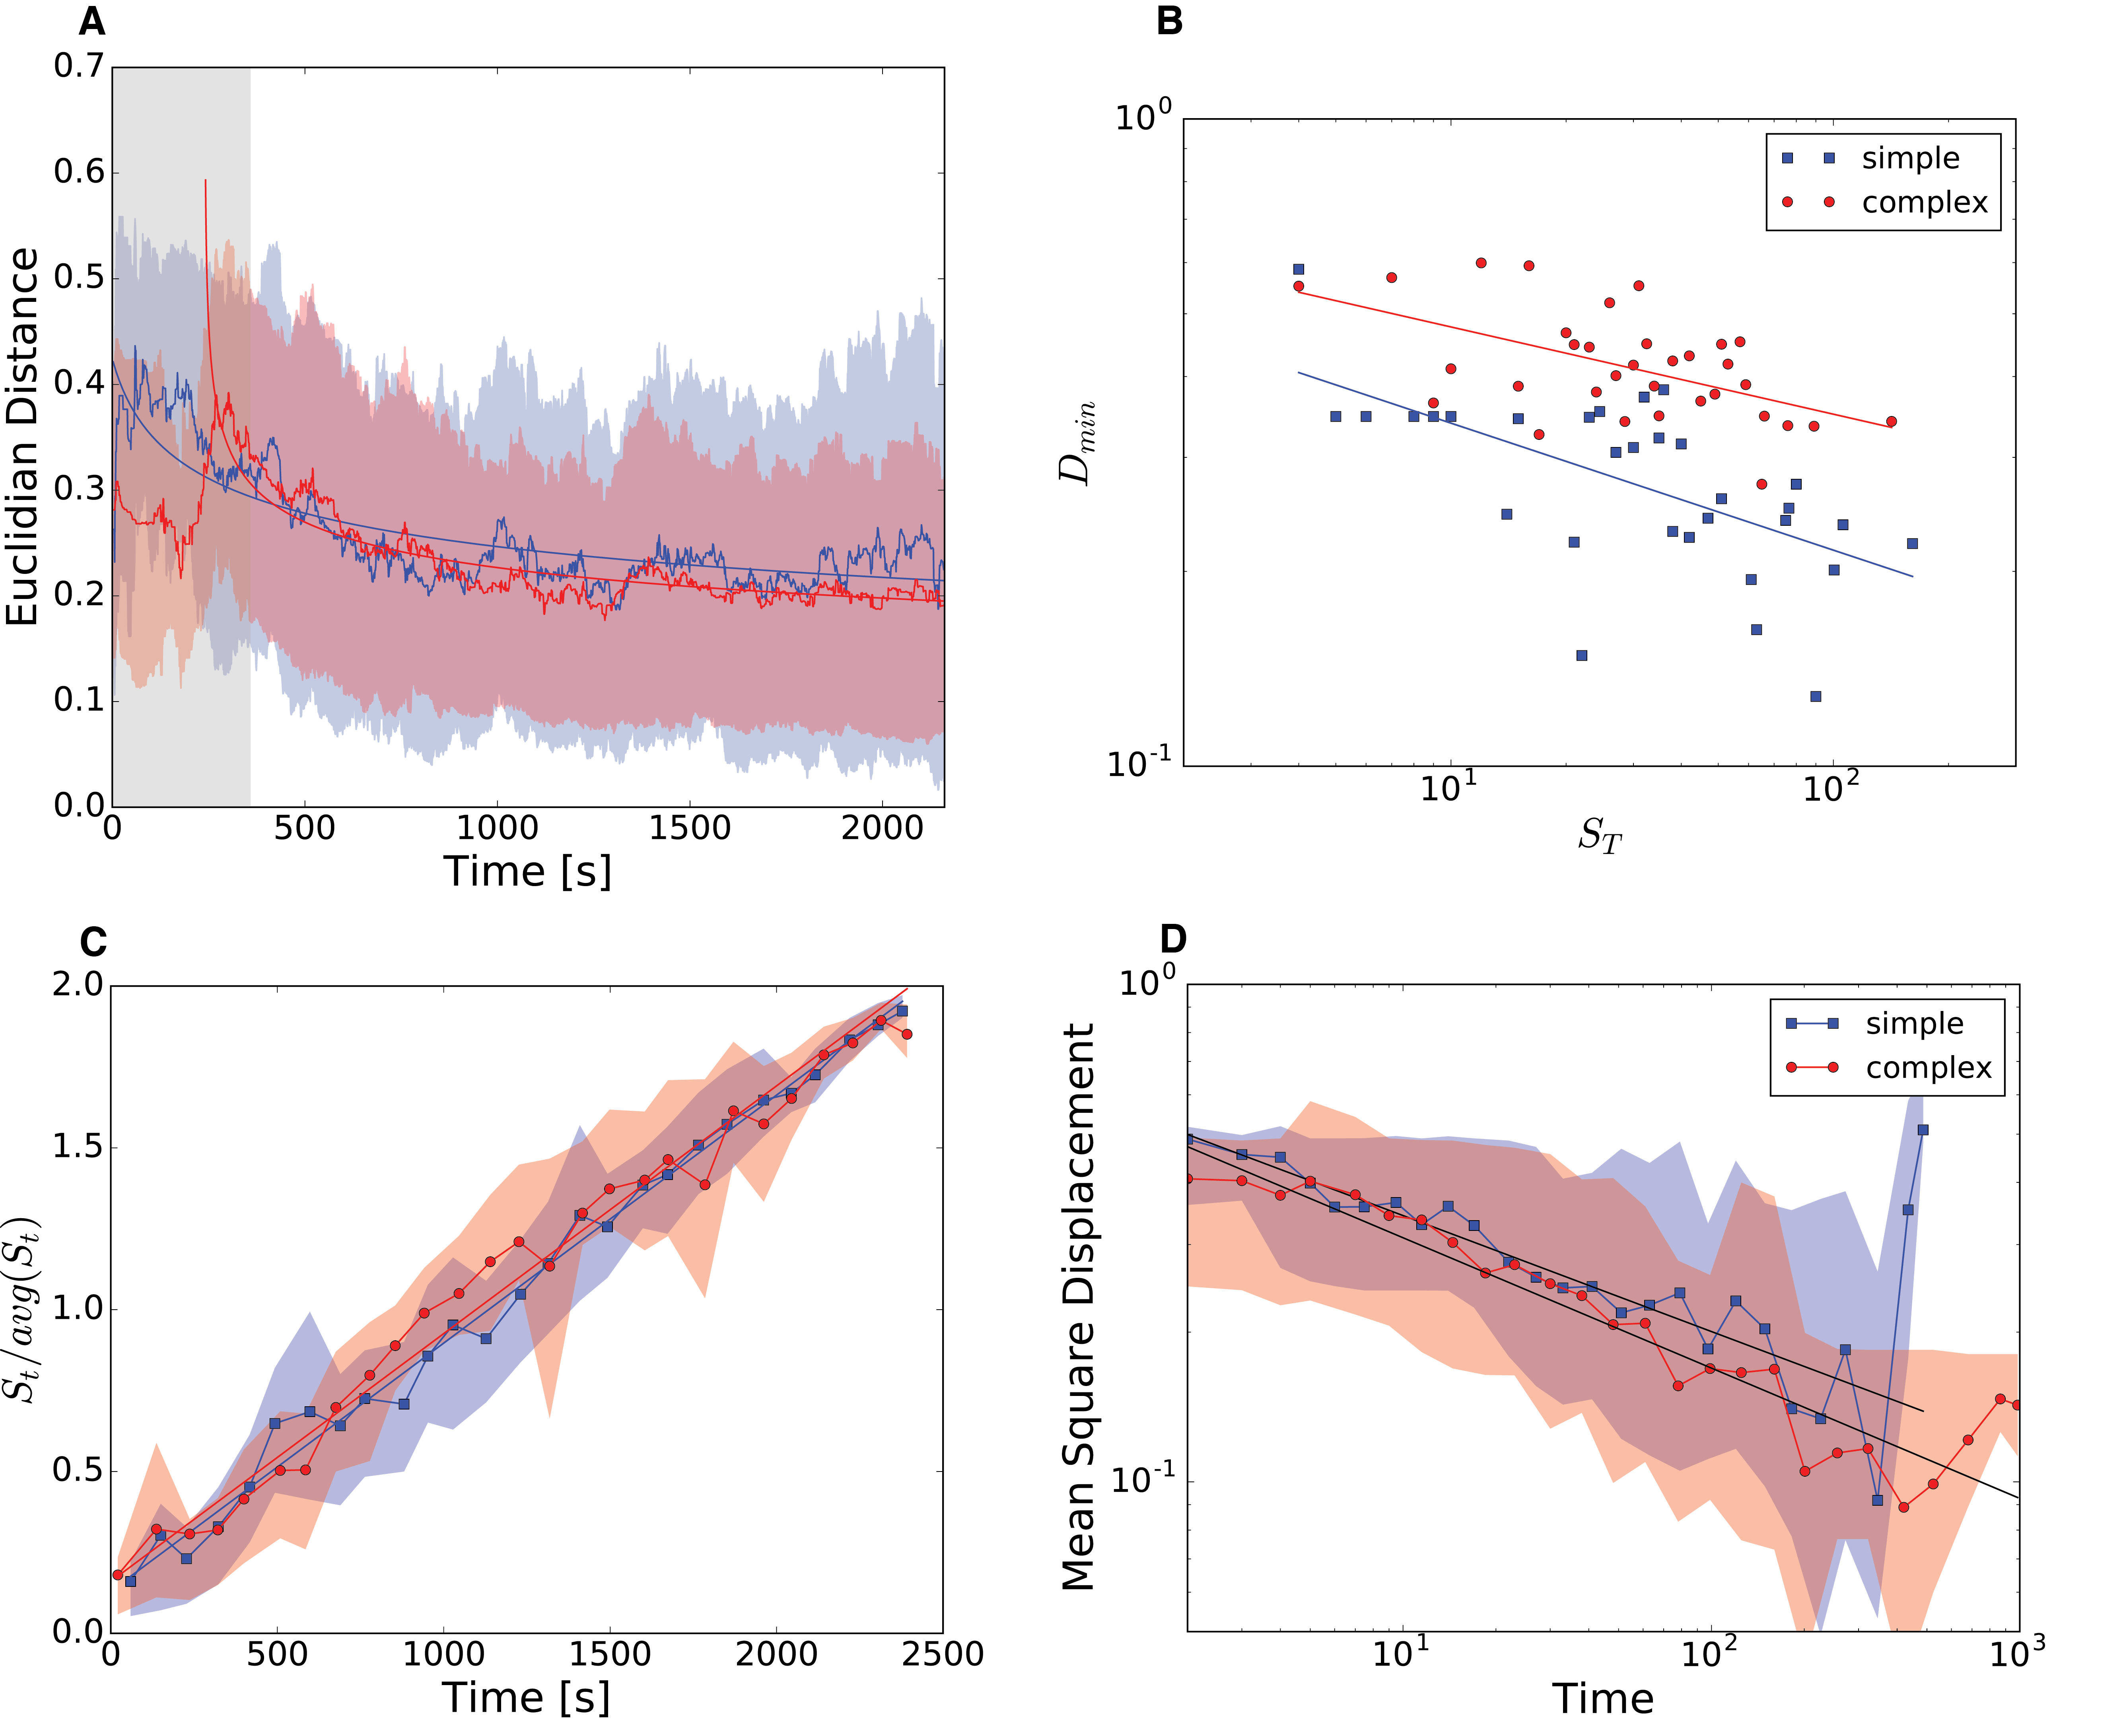 A
0.7
0.6
0.5
0.4
0.3
0.2
0.1
0.0
0 500 1000 1500 2000
Euclidian Distance
Time [s]
B
10^0
10^-1
10^1 10^2
D_min
S_T
simple
complex
C
2.0
1.5
1.0
0.5
0.0
0 500 1000 1500 2000 2500
S_t/avg(S_t)
Time [s]
D
10^0
10^-1
10^1 10^2 10^3
Mean Square Displacement
Time
simple
complex